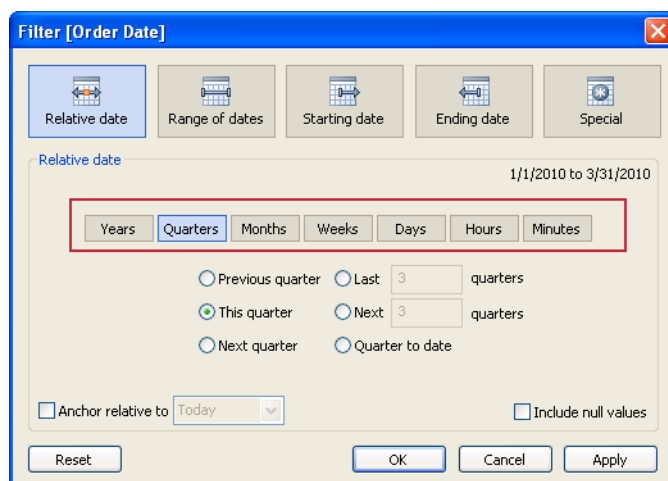 Filter [Order Date]
Relative date Range of dates Starting date Ending date Special
Relative date
1/1/2010 to 3/31/2010
Years Quarters Months Weeks Days Hours Minutes
Previous quarter Last 3 quarters
This quarter Next 3 quarters
Next quarter Quarter to date
Anchor relative to Today Include null values
Reset OK Cancel Apply